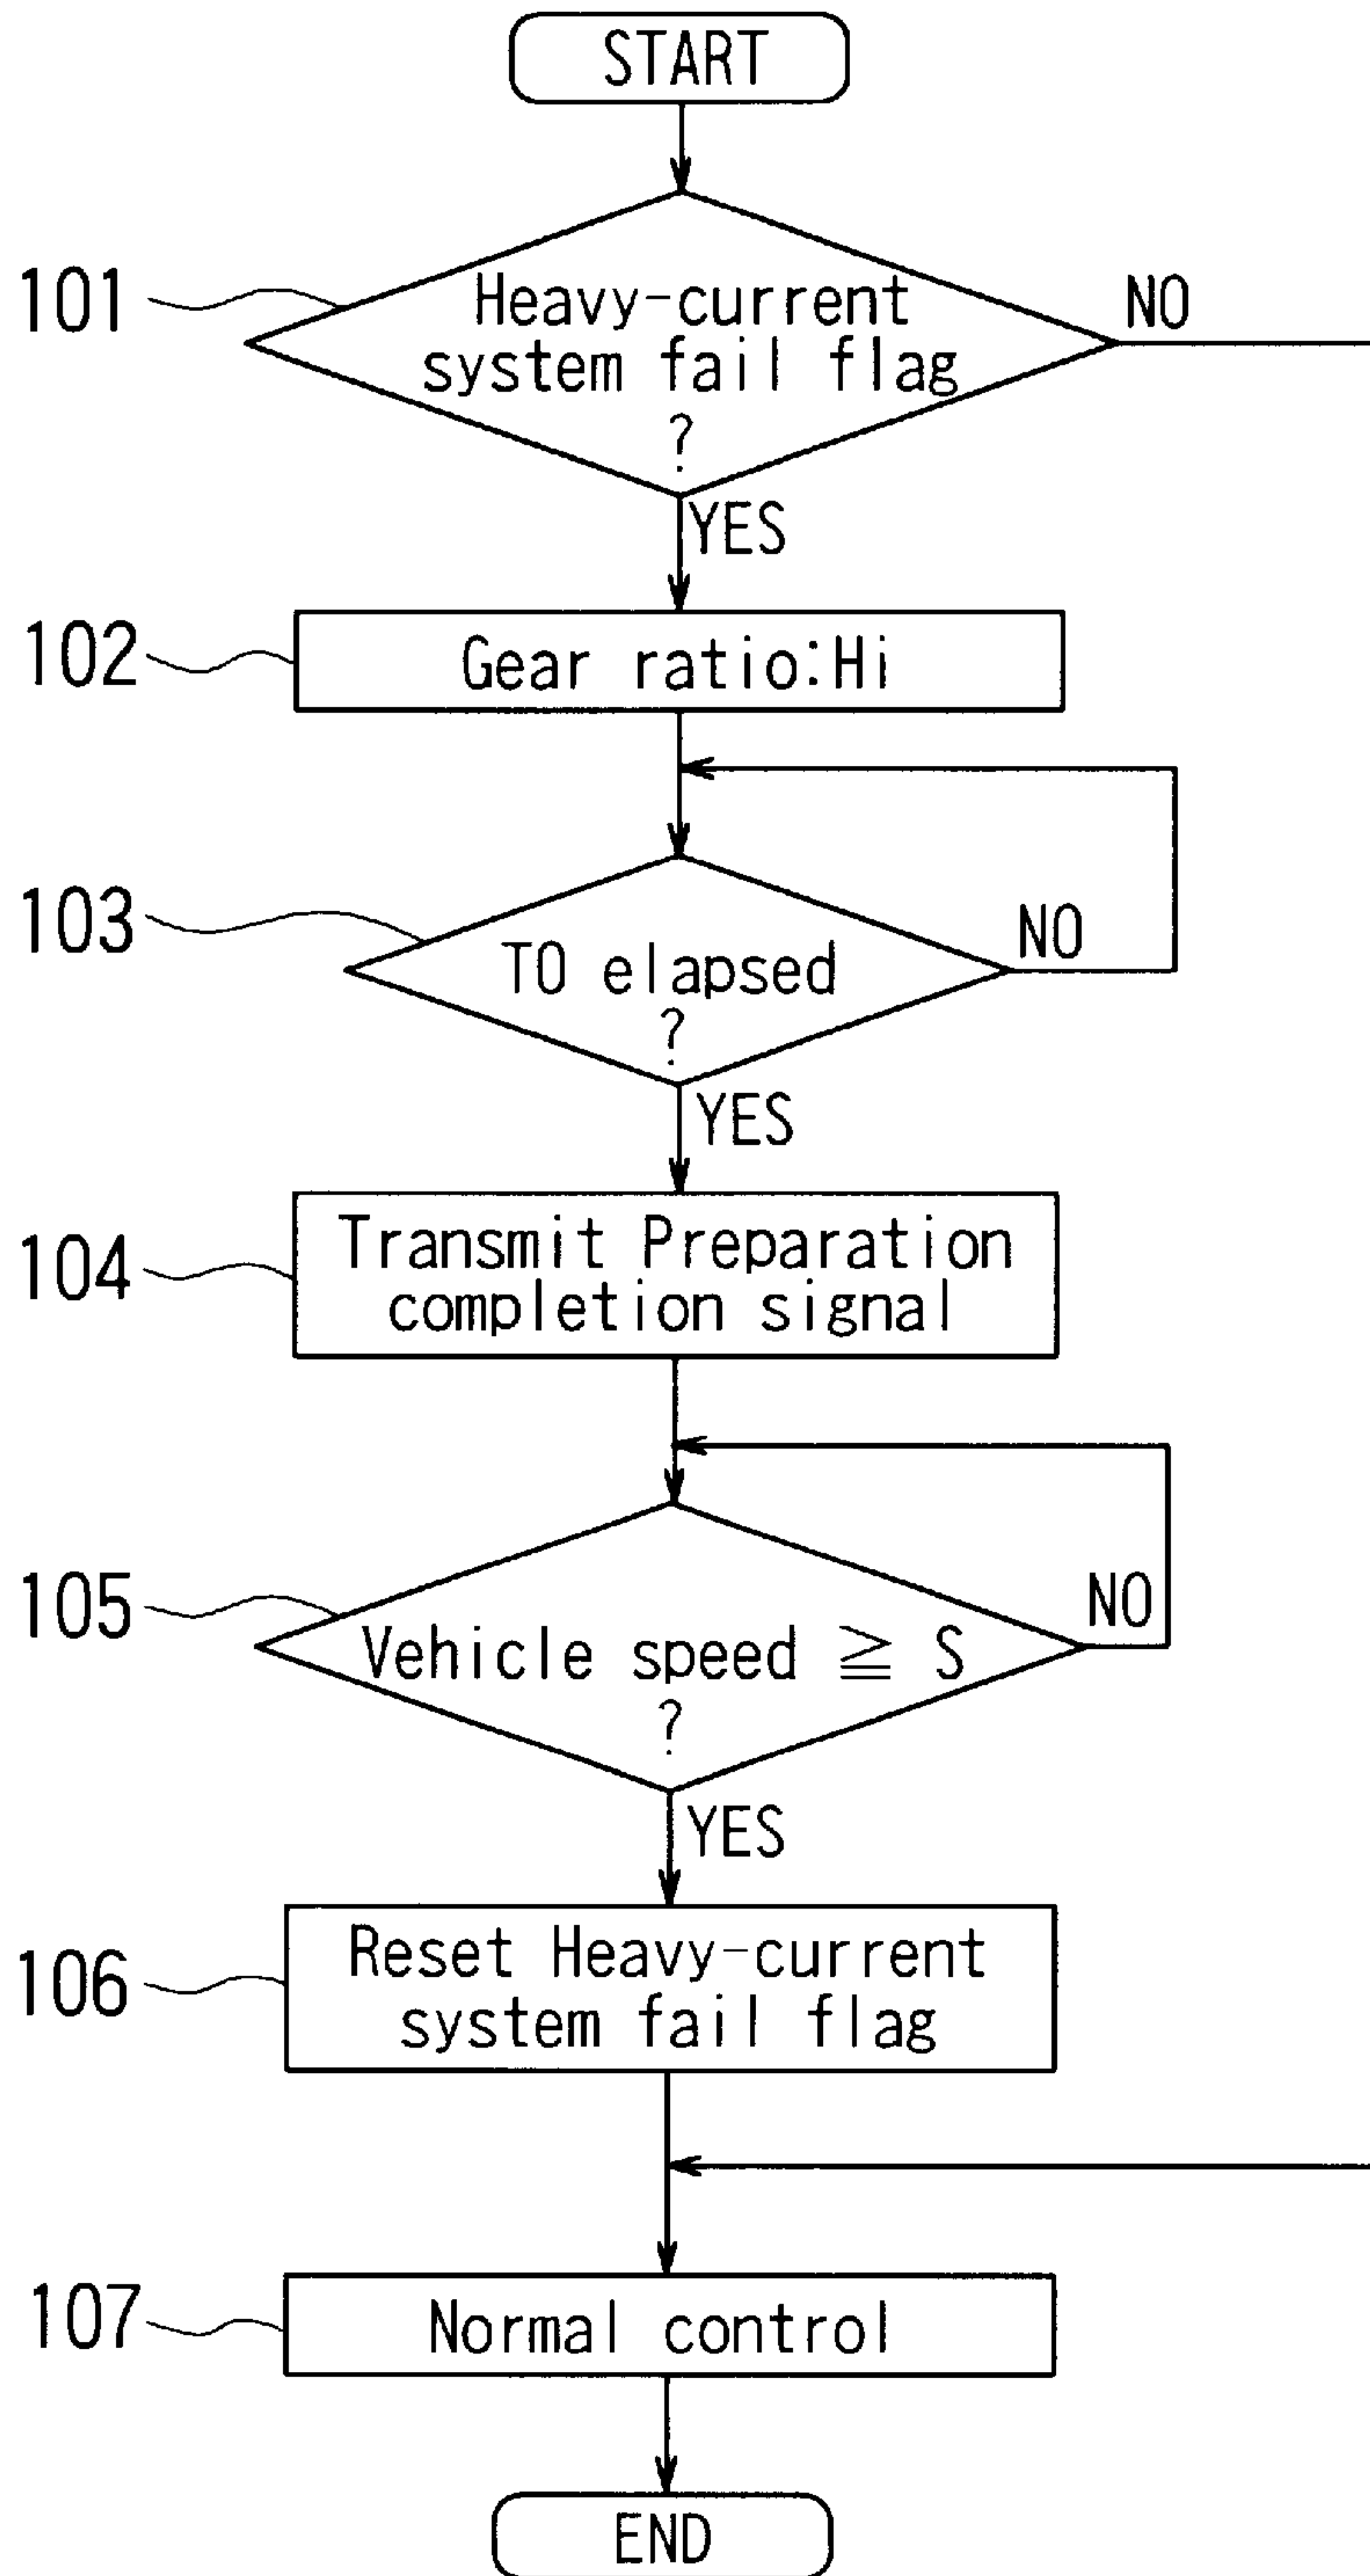 START
101
Heavy-current
NO
system fail flag
?
YES
102
Gear ratio:Hi
103
NO
TO elapsed
?
YES
104
Transmit Preparation
completion signal
105
NO
Vehicle speed ≧ S
?
YES
106
Reset Heavy-current
system fail flag
107
Normal control
END